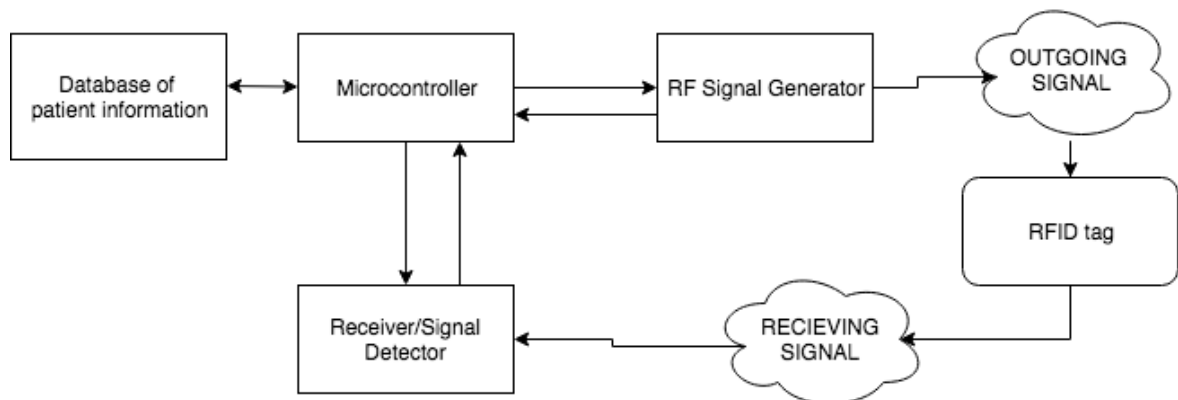 Database of
patient information
Microcontroller
RF Signal Generator
OUTGOING
SIGNAL
RFID tag
Receiver/Signal
Detector
RECIEVING
SIGNAL